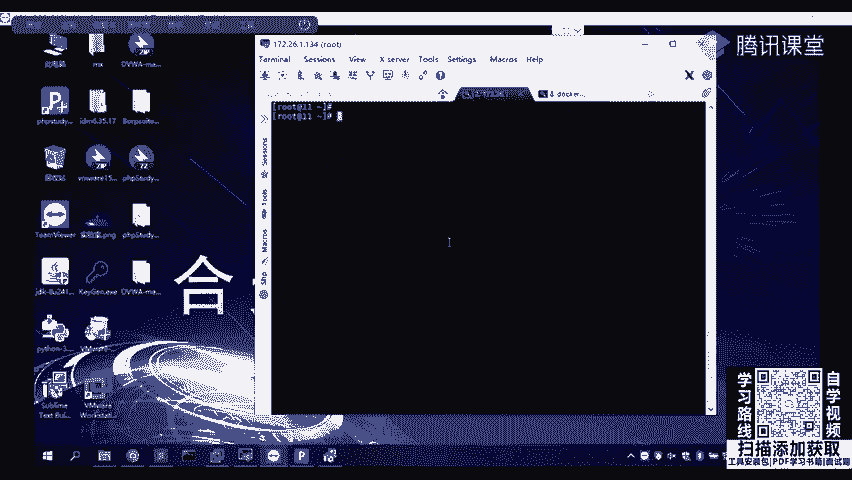 172.26.1.134 (root)
腾讯课堂
Terminal Sessions View X server Tools Settings Macros Help
docker...
[root@11 ~]#
[root@11 ~]#
Sessions
Tools
Macros
Sftp
此电脑
mx
DVWA-ma...
phpstudy...
idm6.35.17
Burpsuite...
回收站
vmware15...
phpStudy...
TeamViewer
.png
phpStudy...
jdk-8u241...
KeyGen.exe
DVWA-ma...
python-3...
VMware...
Sublime Text Bui...
VMware Workstati...
合
学习路线
自学视频
扫描添加获取
工具安装包|PDF学习书籍|面试题